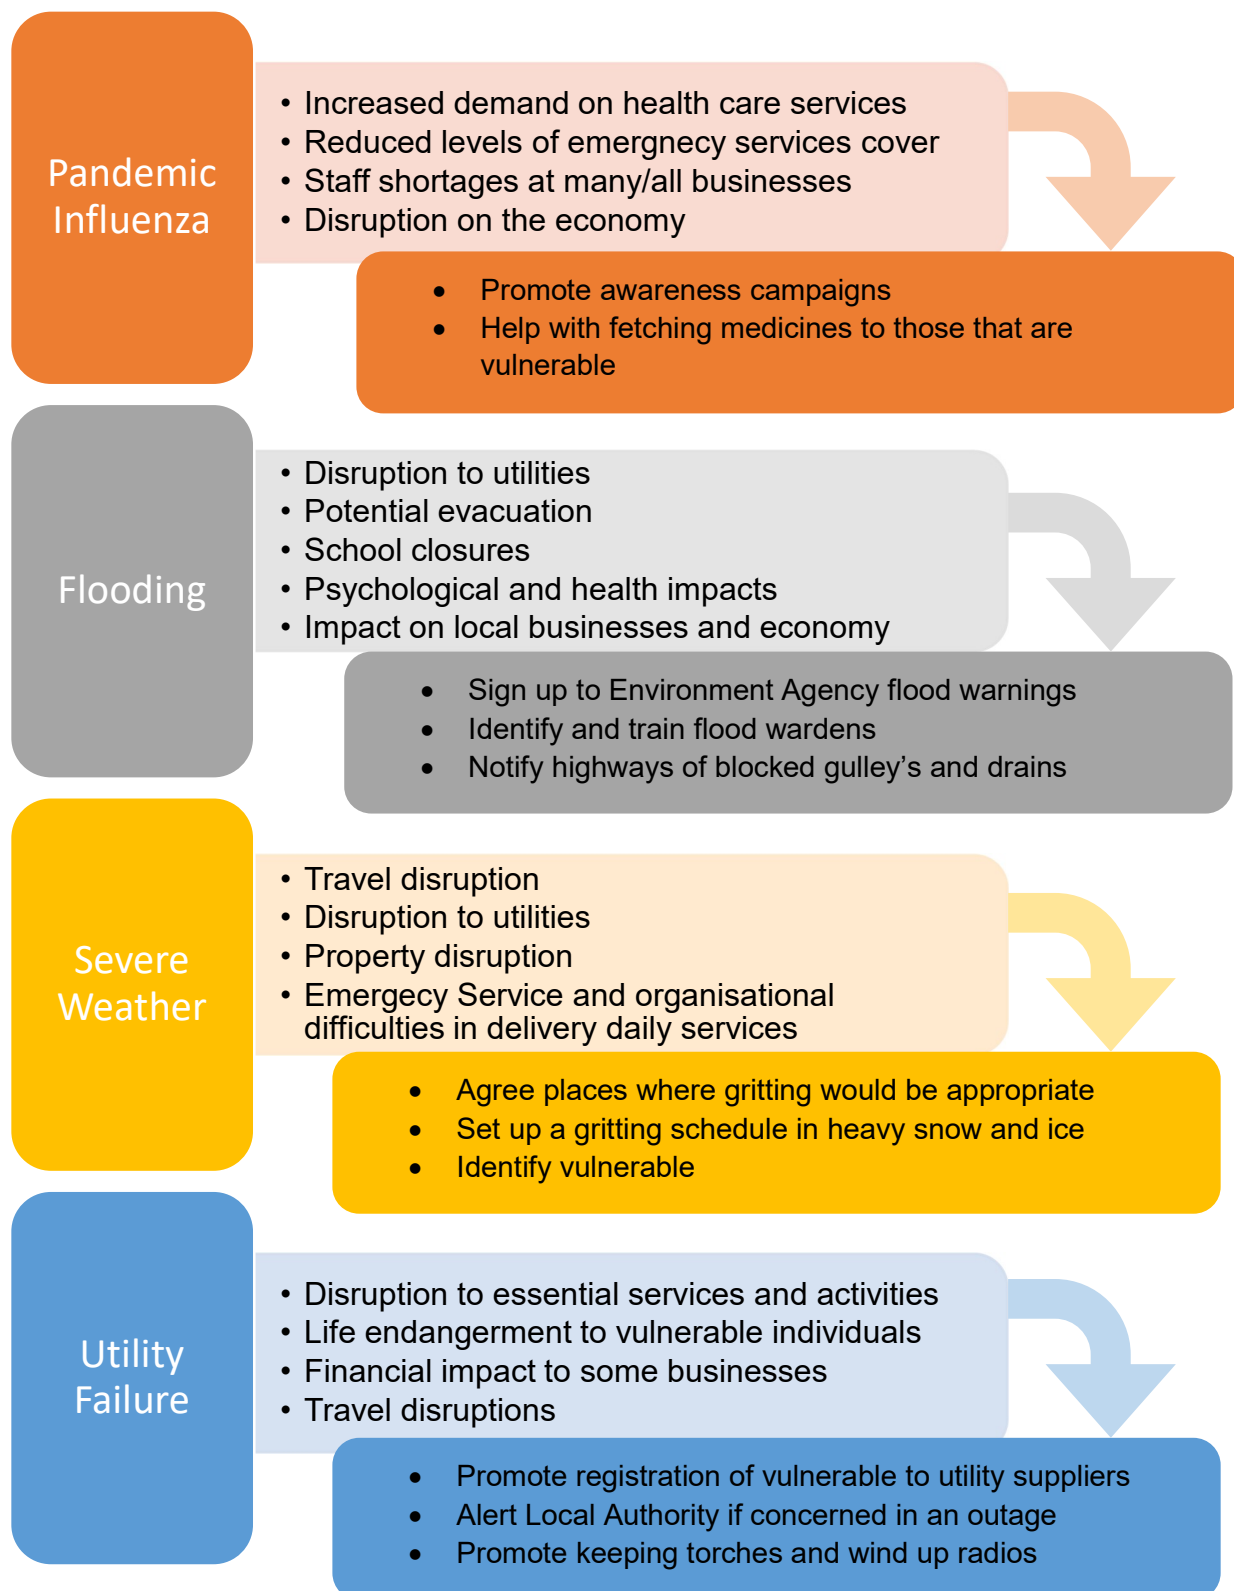 Pandemic
Influenza
• Increased demand on health care services
• Reduced levels of emergnecy services cover
• Staff shortages at many/all businesses
• Disruption on the economy
• Promote awareness campaigns
• Help with fetching medicines to those that are
vulnerable
Flooding
• Disruption to utilities
• Potential evacuation
• School closures
• Psychological and health impacts
• Impact on local businesses and economy
• Sign up to Environment Agency flood warnings
• Identify and train flood wardens
• Notify highways of blocked gulley’s and drains
Severe
Weather
• Travel disruption
• Disruption to utilities
• Property disruption
• Emergecy Service and organisational
difficulties in delivery daily services
• Agree places where gritting would be appropriate
• Set up a gritting schedule in heavy snow and ice
• Identify vulnerable
Utility
Failure
• Disruption to essential services and activities
• Life endangerment to vulnerable individuals
• Financial impact to some businesses
• Travel disruptions
• Promote registration of vulnerable to utility suppliers
• Alert Local Authority if concerned in an outage
• Promote keeping torches and wind up radios